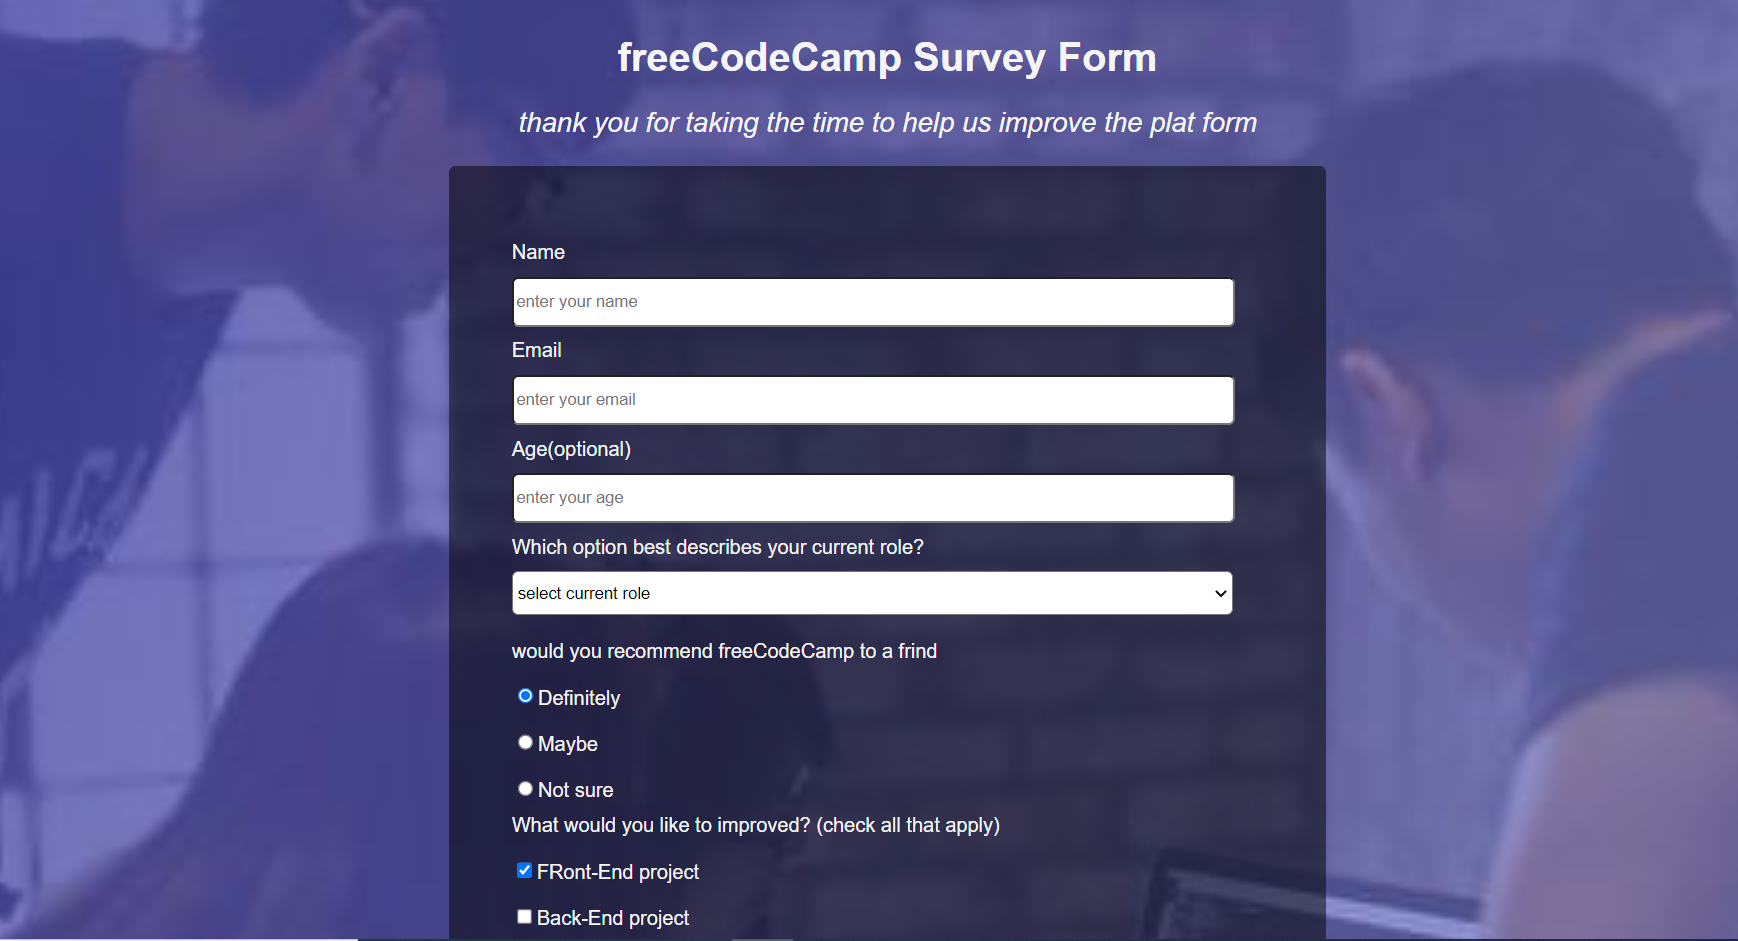 freeCodeCamp Survey Form
thank you for taking the time to help us improve the plat form
Name
enter your name
Email
enter your email
Age(optional)
enter your age
Which option best describes your current role?
select current role
would you recommend freeCodeCamp to a frind
Definitely
Maybe
Not sure
What would you like to improved? (check all that apply)
FRont-End project
Back-End project